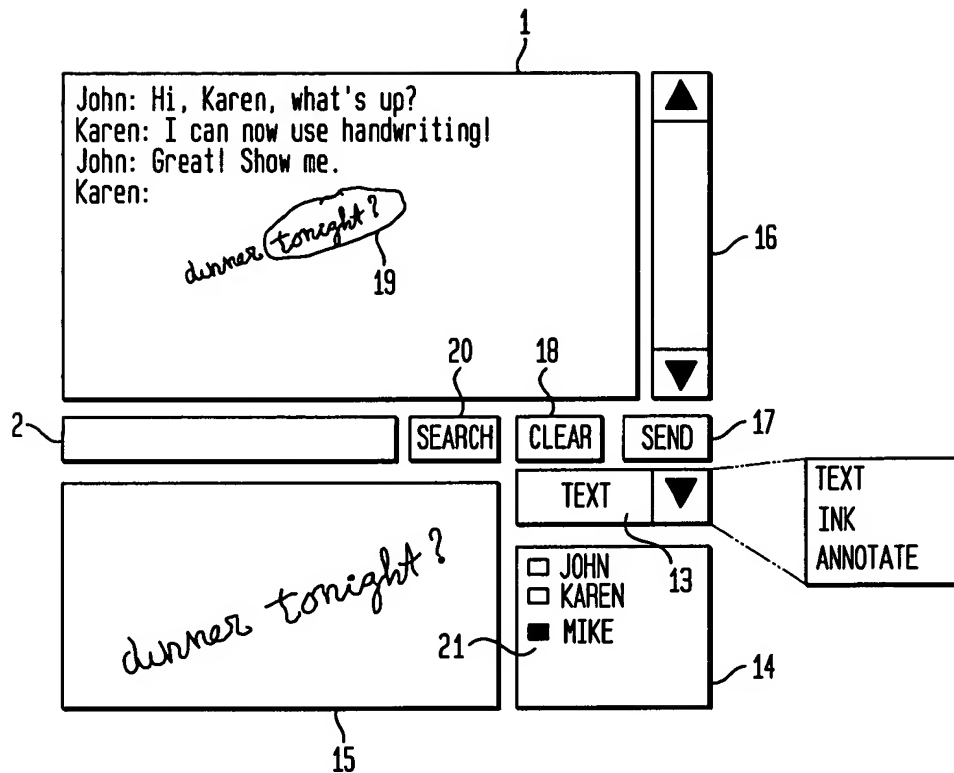 1
John: Hi, Karen, what's up?
Karen: I can now use handwriting!
John: Great! Show me.
Karen:
dinner tonight?
19
16
20
18
2
SEARCH
CLEAR
SEND
17
TEXT
13
TEXT
INK
ANNOTATE
dinner tonight?
JOHN
KAREN
MIKE
21
14
15